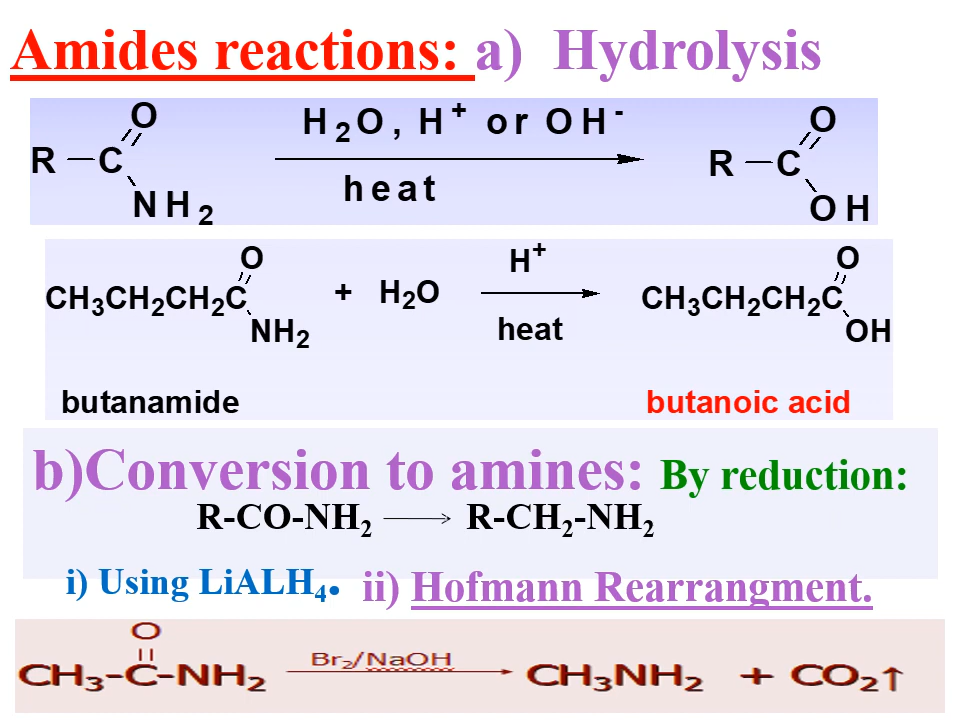 Amides reactions: a) Hydrolysis
O
R C
NH2
H2O, H+ or OH-
heat
O
R C
OH
O
CH3CH2CH2C
NH2
+ H2O
H+
heat
O
CH3CH2CH2C
OH
butanamide
butanoic acid
b)Conversion to amines: By reduction:
R-CO-NH2 → R-CH2-NH2
i) Using LiALH4. ii) Hofmann Rearrangment.
O
CH3-C-NH2
Br2/NaOH
CH3NH2 + CO2↑